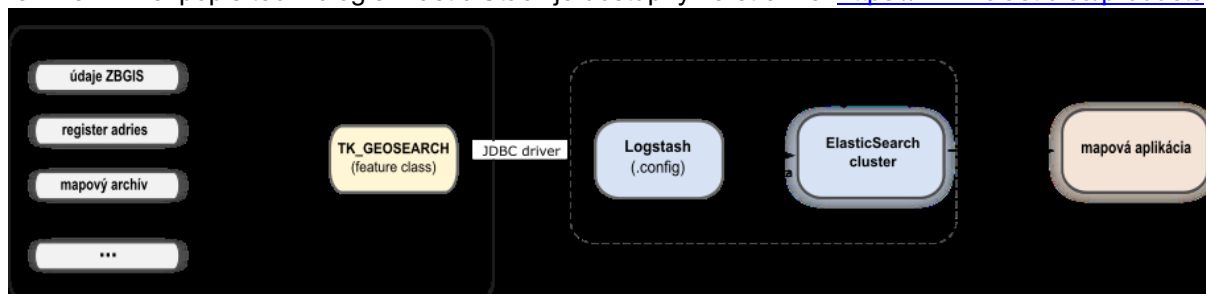 údaje ZBGIS
register adries
mapový archív
...
TK_GEOSEARCH
(feature class)
JDBC driver
Logstash
(.config)
ElasticSearch
cluster
mapová aplikácia